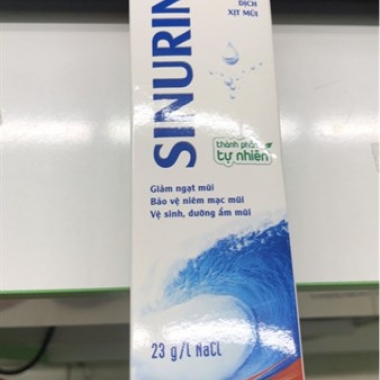 DỊCH
XỊT MŨI
SINURIN
thành phần
tự nhiên
Giảm ngạt mũi
Bảo vệ niêm mạc mũi
Vệ sinh, dưỡng ẩm mũi
23 g/l NaCl